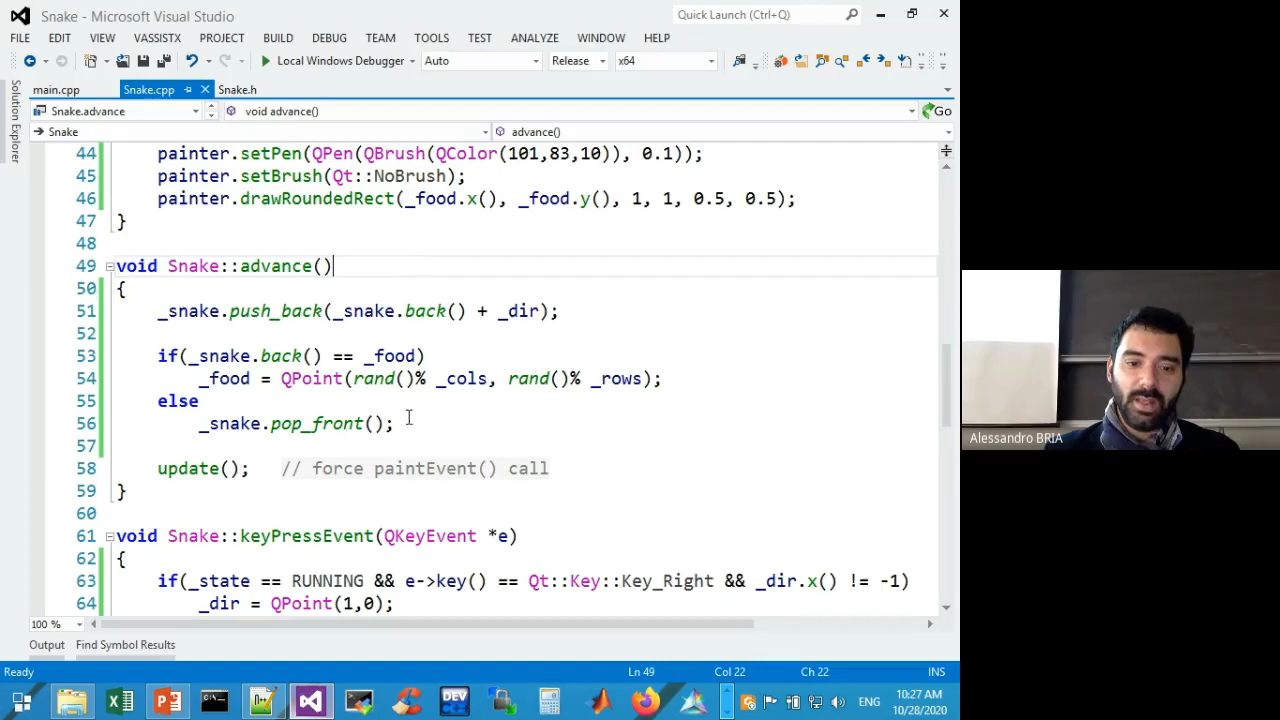 Snake - Microsoft Visual Studio
Quick Launch (Ctrl+Q)
FILE EDIT VIEW VASSISTX PROJECT BUILD DEBUG TEAM TOOLS TEST ANALYZE WINDOW HELP
Local Windows Debugger Auto Release x64
main.cpp Snake.cpp Snake.h
Snake.advance void advance() Go
Snake advance()
Solution Explorer
44 painter.setPen(QPen(QBrush(QColor(101,83,10)), 0.1));
45 painter.setBrush(Qt::NoBrush);
46 painter.drawRoundedRect(_food.x(), _food.y(), 1, 1, 0.5, 0.5);
47 }
48
49 void Snake::advance()
50 {
51 _snake.push_back(_snake.back() + _dir);
52
53 if(_snake.back() == _food)
54 _food = QPoint(rand()% _cols, rand()% _rows);
55 else
56 _snake.pop_front();
57
58 update(); // force paintEvent() call
59 }
60
61 void Snake::keyPressEvent(QKeyEvent *e)
62 {
63 if(_state == RUNNING && e->key() == Qt::Key::Key_Right && _dir.x() != -1)
64 _dir = QPoint(1,0);
100 %
Output Find Symbol Results
Ready Ln 49 Col 22 Ch 22 INS
DEV
ENG
10:27 AM
10/28/2020
Alessandro BRIA